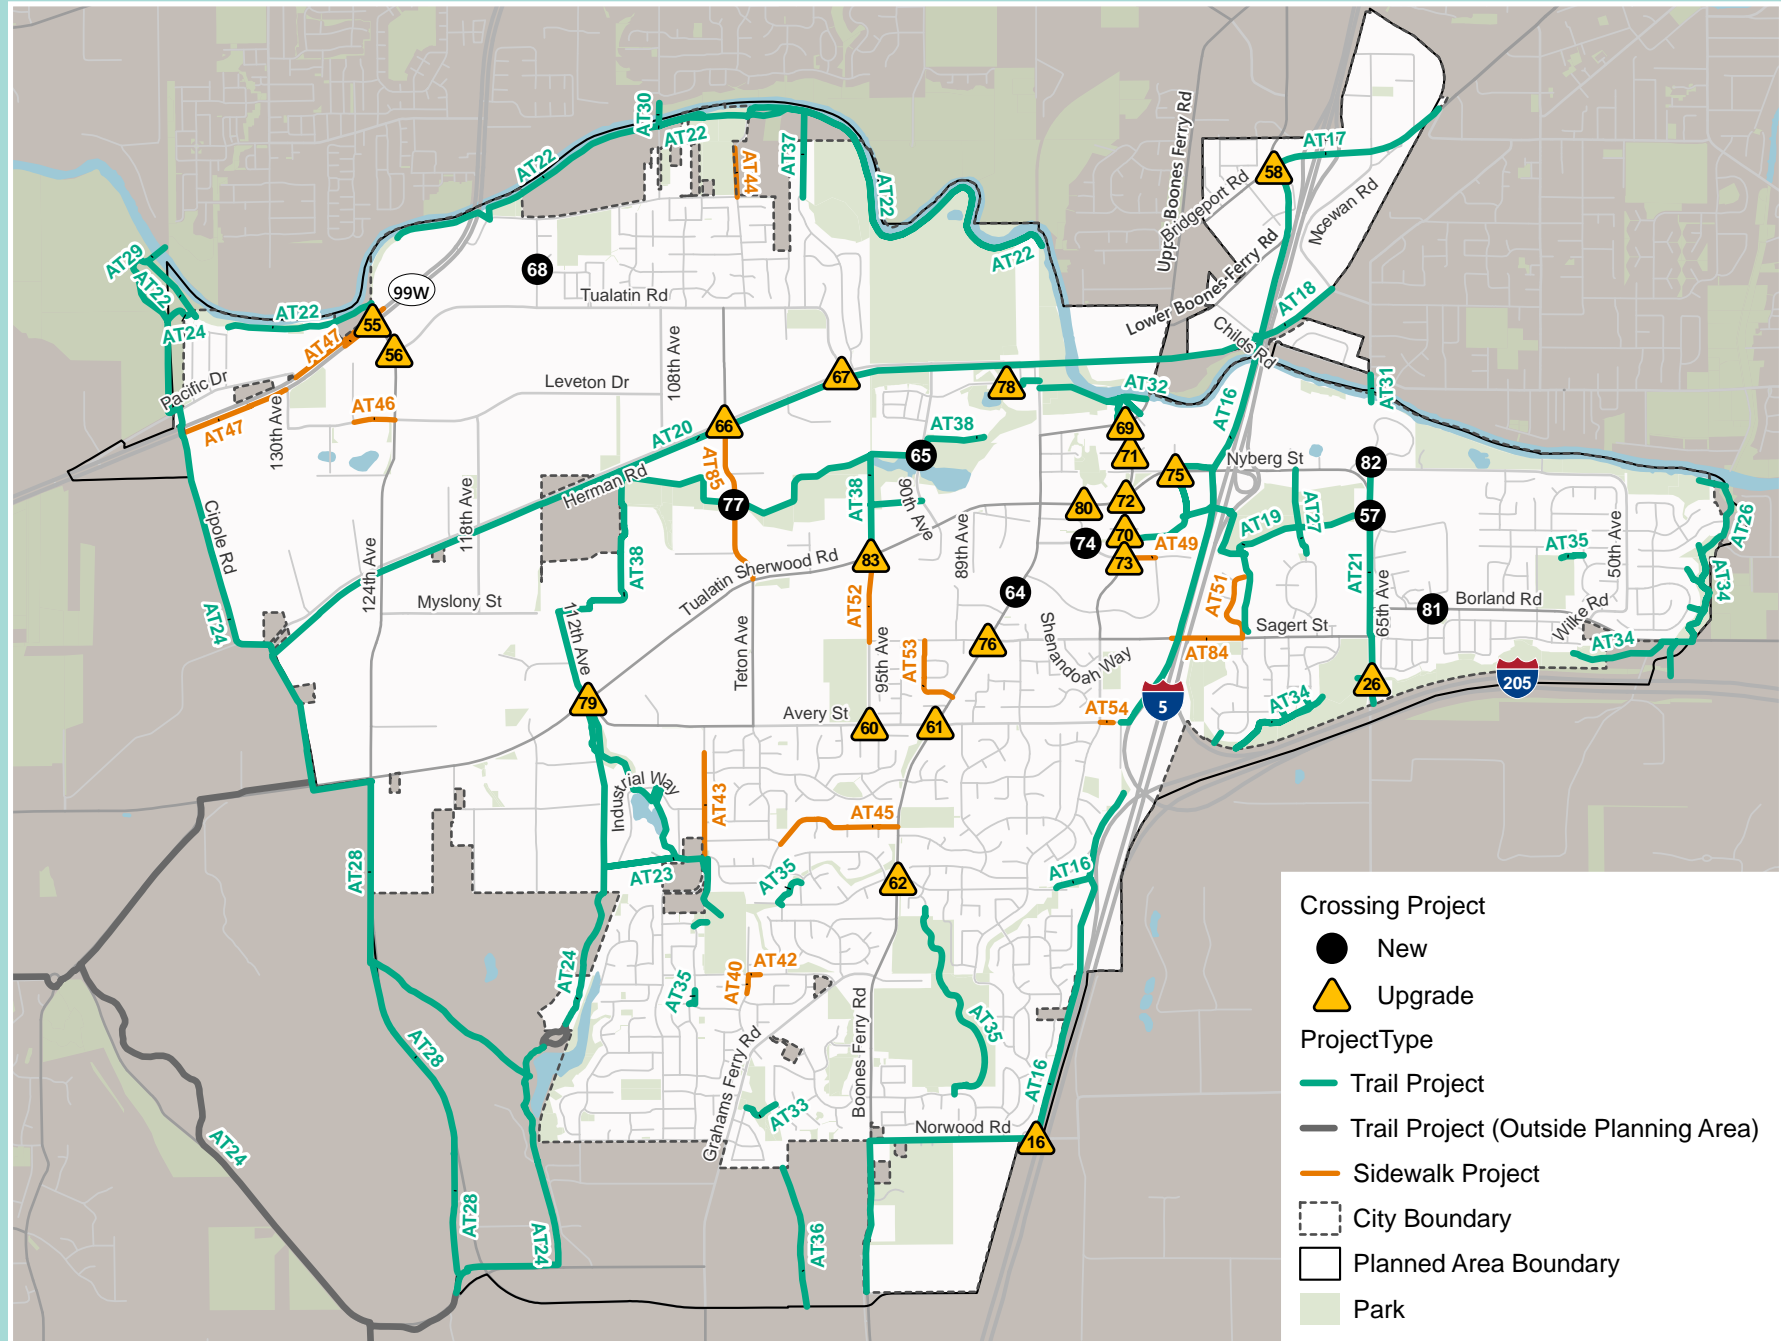 AT30
AT22
AT22
AT37
AT44
AT22
AT22
Upper Boones Ferry Rd
AT17
58
Bridgeport Rd
Mcewan Rd
AT29
AT22
68
99W
Tualatin Rd
Lower Boones Ferry Rd
AT18
AT24
AT22
55
AT47
56
Childs Rd
Pacific Dr
Leveton Dr
108th Ave
67
78
AT32
AT31
AT47
130th Ave
AT46
66
AT20
AT38
69
AT16
71
65
75
Nyberg St
82
Herman Rd
AT85
77
AT38
90th Ave
72
80
70
74
73
AT49
AT19
AT27
57
AT26
Cipole Rd
118th Ave
124th Ave
AT38
Tualatin Sherwood Rd
83
89th Ave
AT35
50th Ave
AT21
65th Ave
AT34
AT24
Myslony St
112th Ave
AT52
64
AT51
81
Borland Rd
Wilke Rd
Sagert St
AT34
Teton Ave
95th Ave
AT53
76
Shenandoah Way
AT84
26
205
79
Avery St
60
61
AT54
5
AT34
Industrial Way
AT43
AT45
AT28
AT23
AT35
62
AT16
AT24
AT35
AT40
AT42
AT35
AT28
Grahams Ferry Rd
Boones Ferry Rd
AT16
AT33
Norwood Rd
16
AT24
AT28
AT24
AT36
Crossing Project
New
Upgrade
ProjectType
Trail Project
Trail Project (Outside Planning Area)
Sidewalk Project
City Boundary
Planned Area Boundary
Park